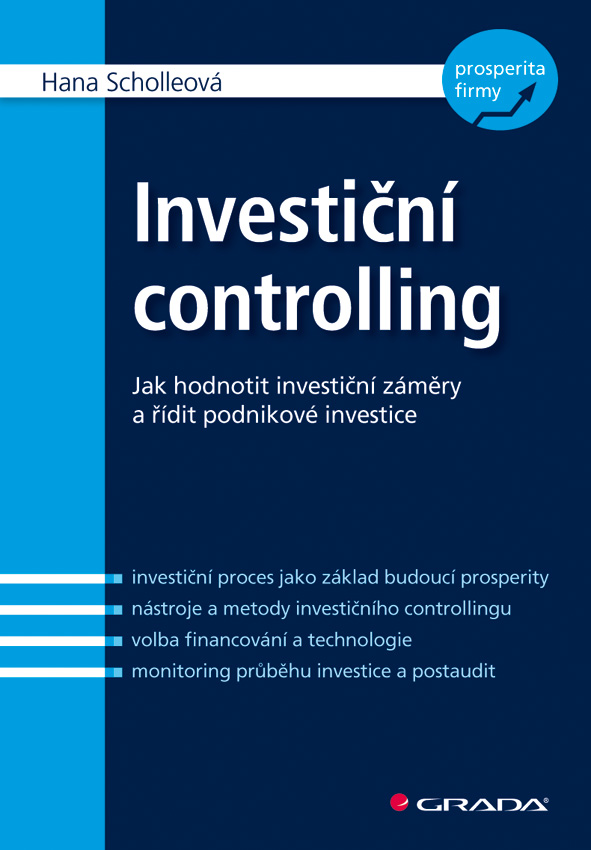 Hana Scholleová
prosperita
firmy
Investiční
controlling
Jak hodnotit investiční záměry
a řídit podnikové investice
investiční proces jako základ budoucí prosperity
nástroje a metody investičního controllingu
volba financování a technologie
monitoring průběhu investice a postaudit
GRADA®